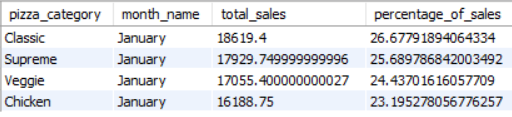 pizza_category month_name total_sales percentage_of_sales
Classic January 18619.4 26.67791894064334
Supreme January 17929.749999999996 25.689786842003492
Veggie January 17055.400000000027 24.43701616057709
Chicken January 16188.75 23.195278056776257